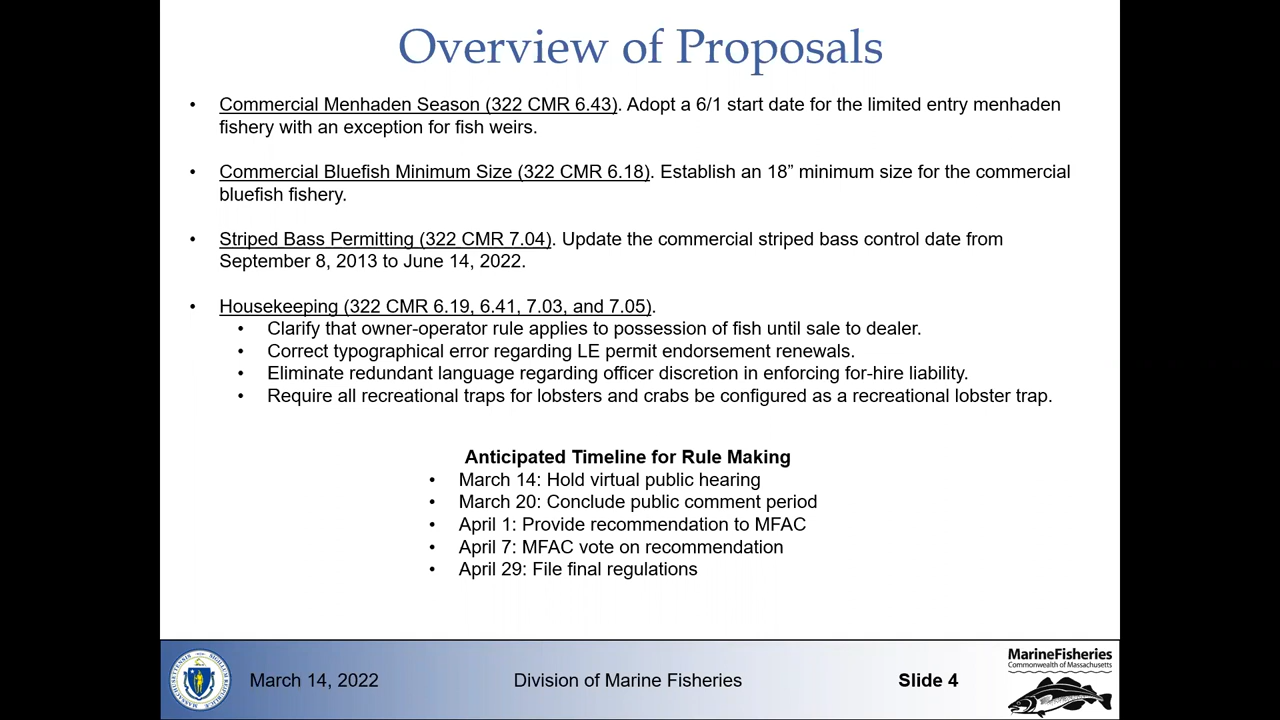 Overview of Proposals
• Commercial Menhaden Season (322 CMR 6.43). Adopt a 6/1 start date for the limited entry menhaden
fishery with an exception for fish weirs.
• Commercial Bluefish Minimum Size (322 CMR 6.18). Establish an 18” minimum size for the commercial
bluefish fishery.
• Striped Bass Permitting (322 CMR 7.04). Update the commercial striped bass control date from
September 8, 2013 to June 14, 2022.
• Housekeeping (322 CMR 6.19, 6.41, 7.03, and 7.05).
• Clarify that owner-operator rule applies to possession of fish until sale to dealer.
• Correct typographical error regarding LE permit endorsement renewals.
• Eliminate redundant language regarding officer discretion in enforcing for-hire liability.
• Require all recreational traps for lobsters and crabs be configured as a recreational lobster trap.
Anticipated Timeline for Rule Making
• March 14: Hold virtual public hearing
• March 20: Conclude public comment period
• April 1: Provide recommendation to MFAC
• April 7: MFAC vote on recommendation
• April 29: File final regulations
March 14, 2022
Division of Marine Fisheries
Slide 4
MarineFisheries
Commonwealth of Massachusetts